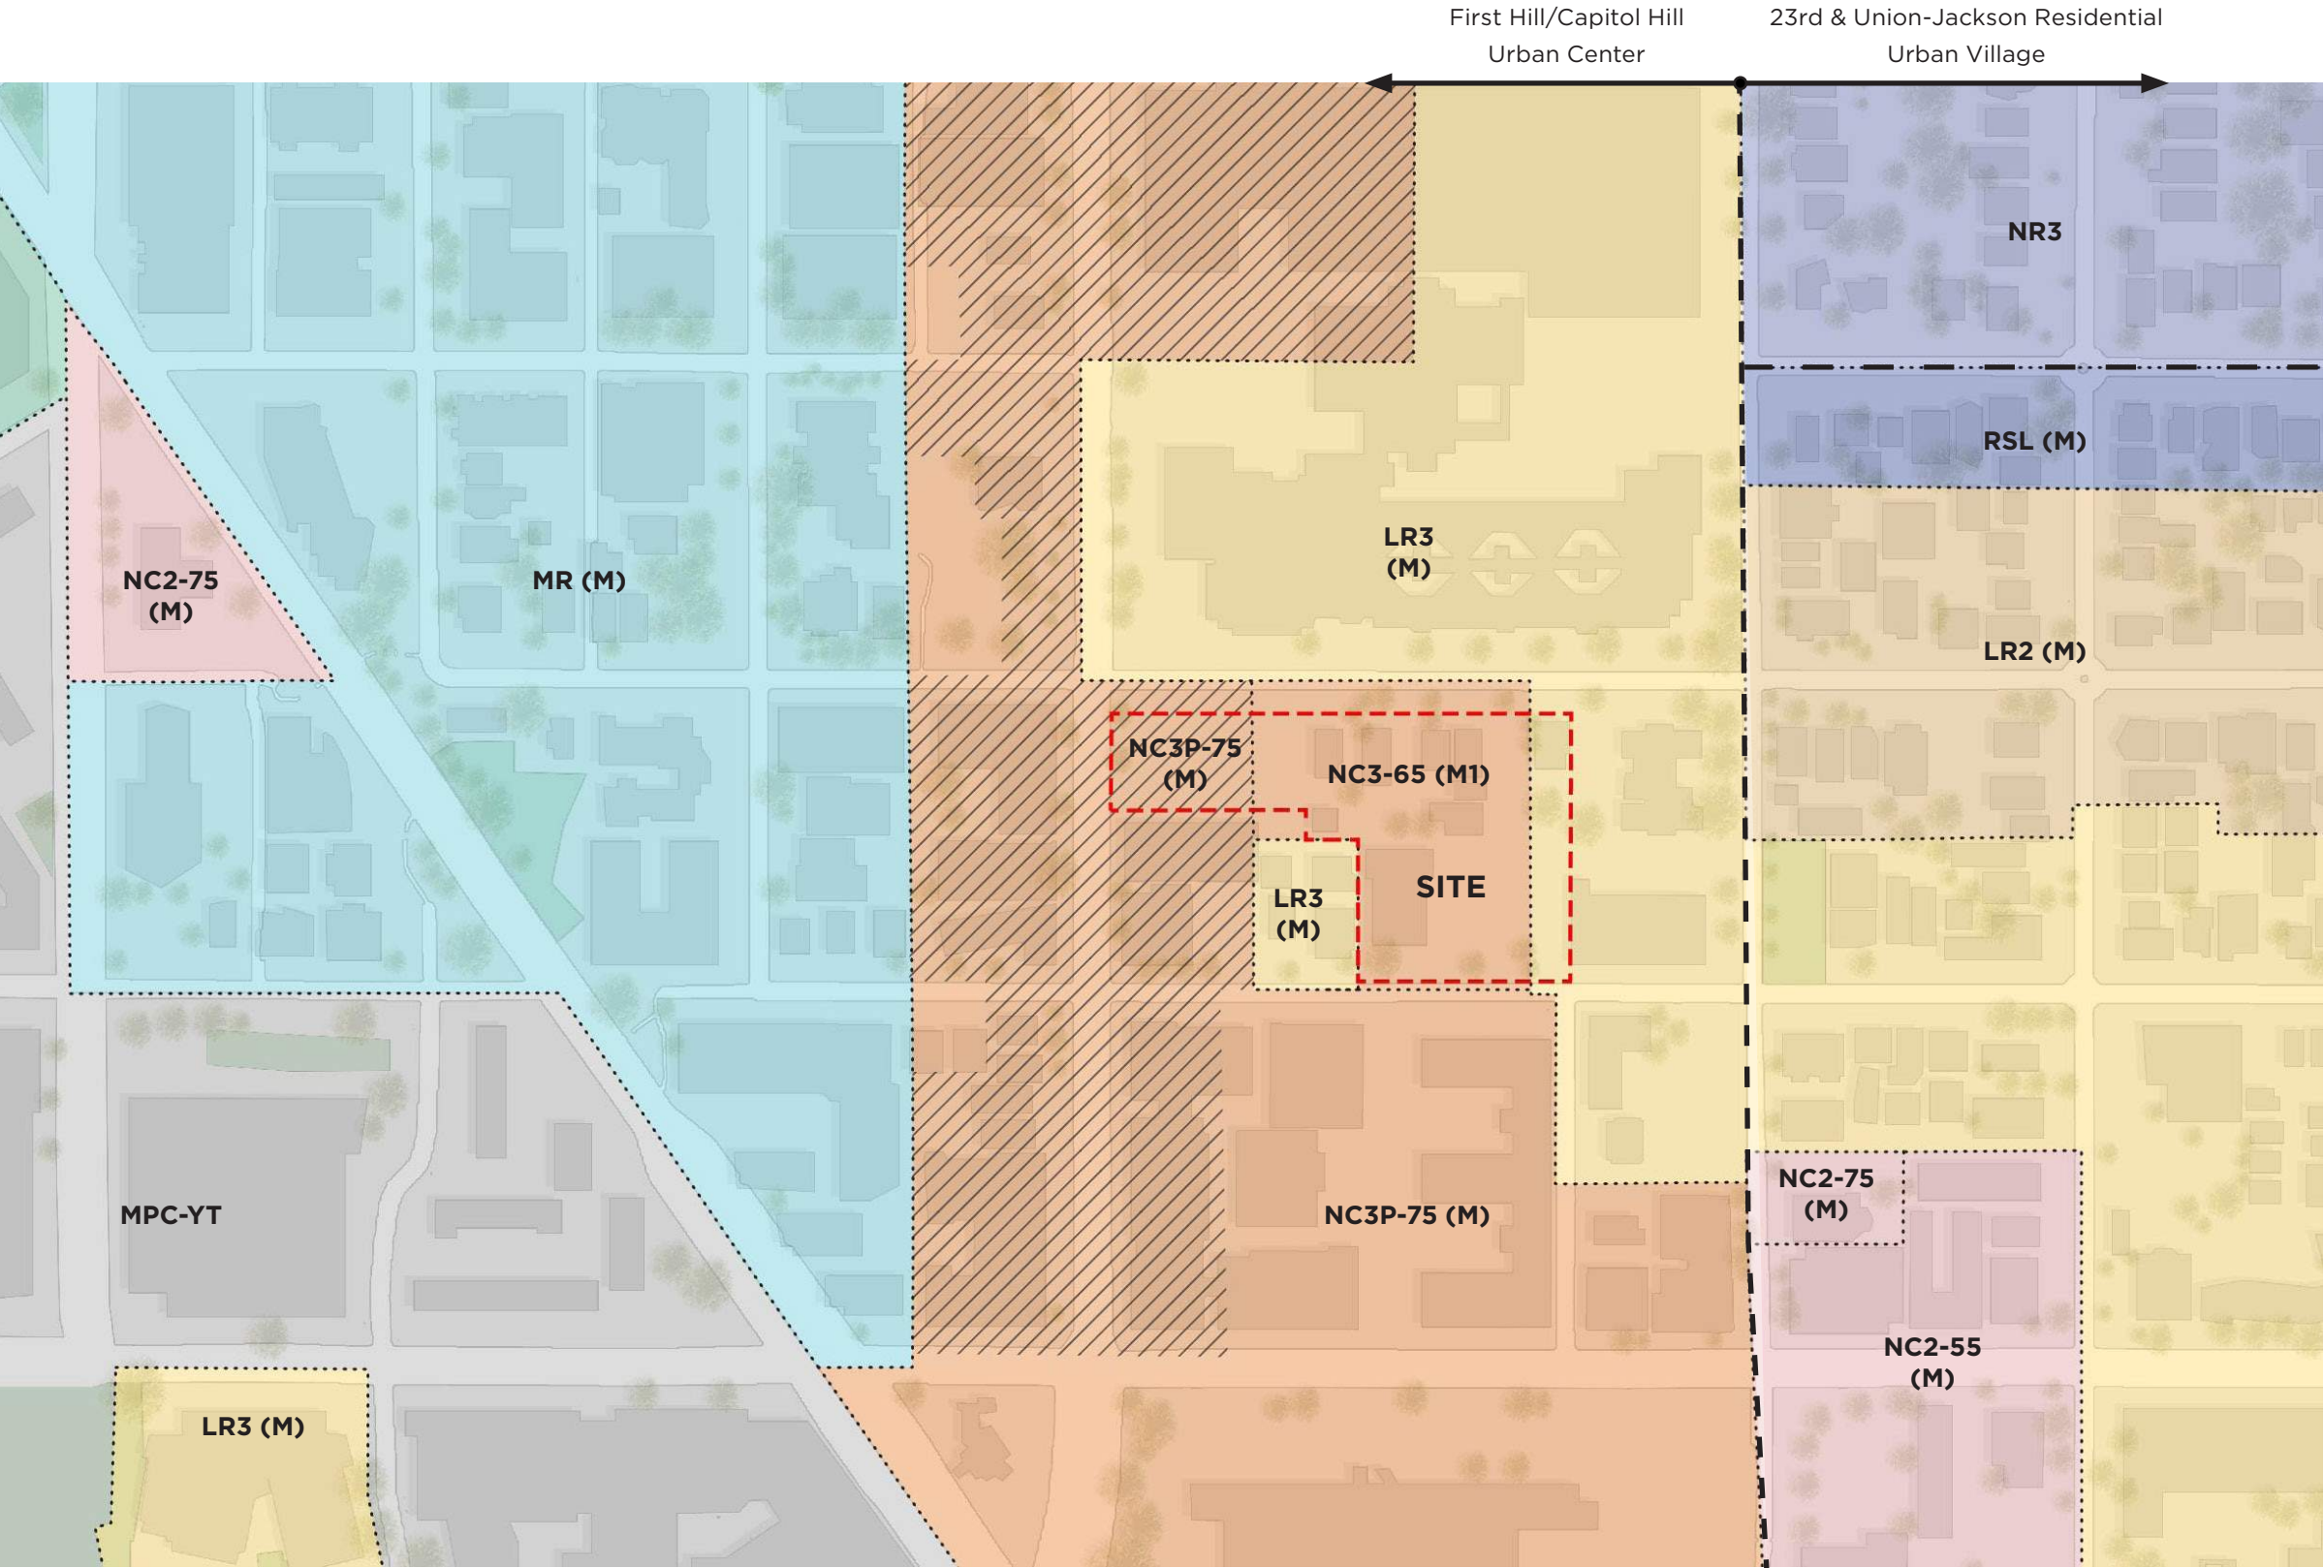 First Hill/Capitol Hill
Urban Center
23rd & Union-Jackson Residential
Urban Village
NR3
RSL (M)
LR3
(M)
NC2-75
(M)
MR (M)
LR2 (M)
NC3P-75
(M)
NC3-65 (M1)
SITE
LR3
(M)
NC2-75
(M)
MPC-YT
NC3P-75 (M)
NC2-55
(M)
LR3 (M)